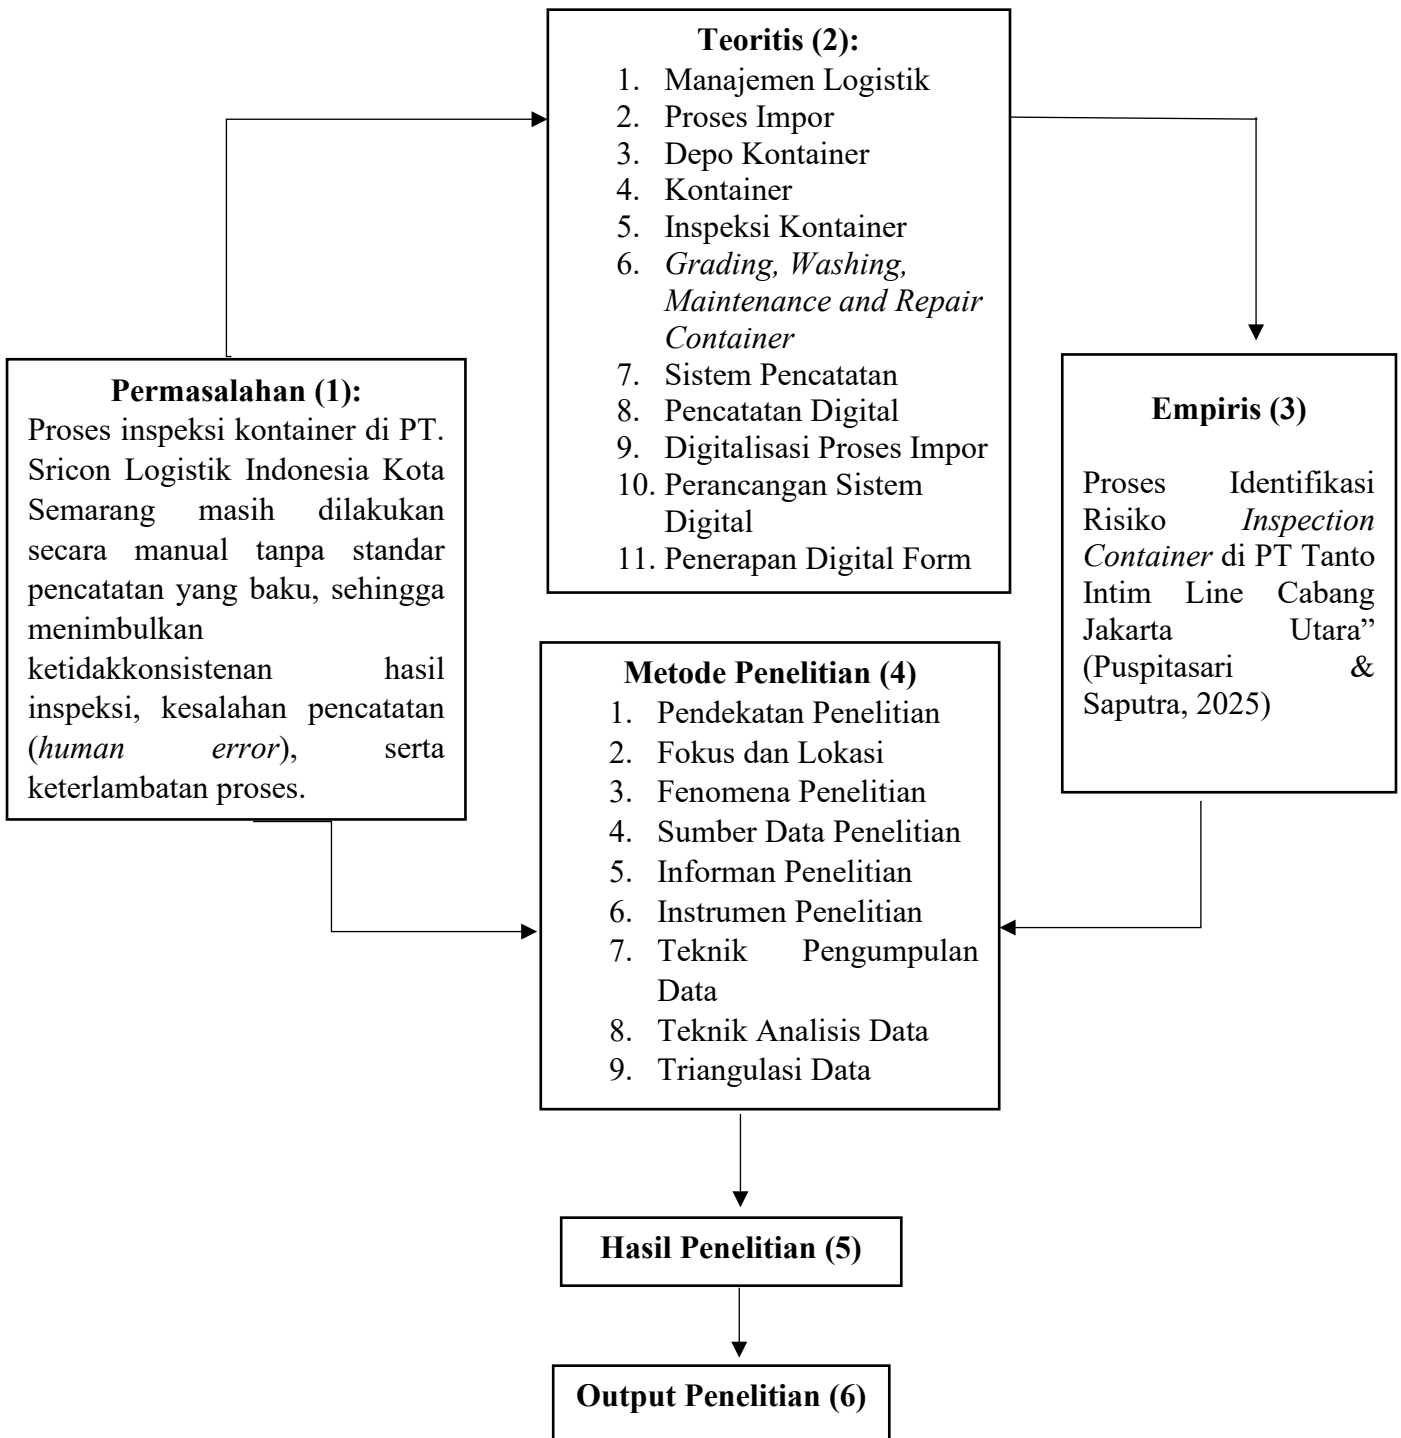 Teoritis (2):
1. Manajemen Logistik
2. Proses Impor
3. Depo Kontainer
4. Kontainer
5. Inspeksi Kontainer
6. Grading, Washing,
Maintenance and Repair
Container
7. Sistem Pencatatan
8. Pencatatan Digital
9. Digitalisasi Proses Impor
10. Perancangan Sistem
Digital
11. Penerapan Digital Form
Permasalahan (1):
Proses inspeksi kontainer di PT.
Sricon Logistik Indonesia Kota
Semarang masih dilakukan
secara manual tanpa standar
pencatatan yang baku, sehingga
menimbulkan
ketidakkonsistenan hasil
inspeksi, kesalahan pencatatan
(human error), serta
keterlambatan proses.
Empiris (3)
Proses Identifikasi
Risiko Inspection
Container di PT Tanto
Intim Line Cabang
Jakarta Utara”
(Puspitasari &
Saputra, 2025)
Metode Penelitian (4)
1. Pendekatan Penelitian
2. Fokus dan Lokasi
3. Fenomena Penelitian
4. Sumber Data Penelitian
5. Informan Penelitian
6. Instrumen Penelitian
7. Teknik Pengumpulan
Data
8. Teknik Analisis Data
9. Triangulasi Data
Hasil Penelitian (5)
Output Penelitian (6)